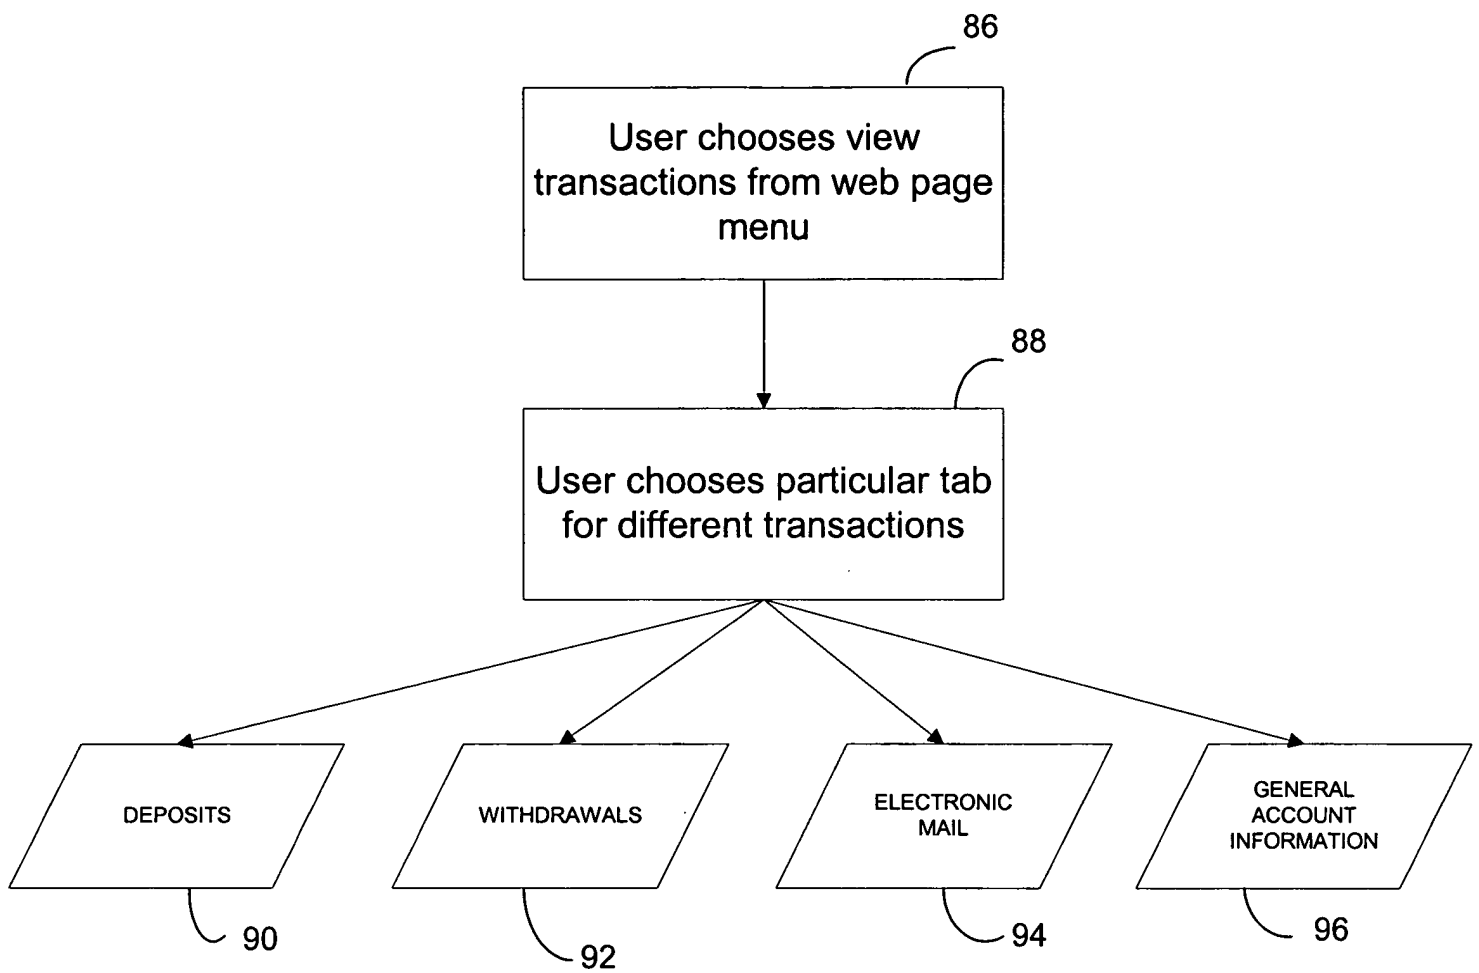 86
User chooses view
transactions from web page
menu
88
User chooses particular tab
for different transactions
DEPOSITS
WITHDRAWALS
ELECTRONIC
MAIL
GENERAL
ACCOUNT
INFORMATION
90
92
94
96